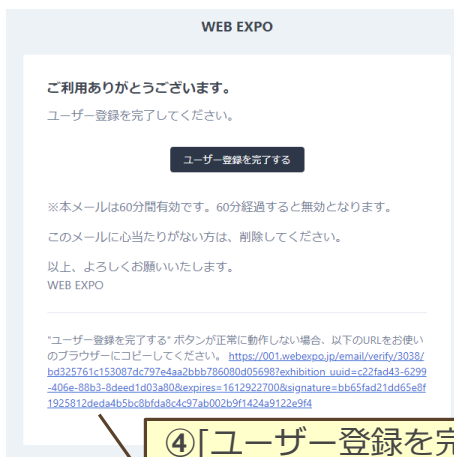 WEB EXPO
ご利用ありがとうございます。
ユーザー登録を完了してください。
ユーザー登録を完了する
※本メールは60分間有効です。60分経過すると無効となります。
このメールに心当たりがない方は、削除してください。
以上、よろしくお願いいたします。
WEB EXPO
"ユーザー登録を完了する" ボタンが正常に動作しない場合、以下のURLをお使い
のブラウザーにコピーしてください。 https://001.webexpo.jp/email/verify/3038/
bd325761c153087dc797e4aa2bbb786080d05698?exhibition_uuid=c22fad43-6299
-406e-88b3-8deed1d03a80&expires=1612922700&signature=bb65fad21dd65e8f
1925812deda4b5bc8bfda8c4c97ab002b9f1424a9122e9f4
④「ユーザー登録を完